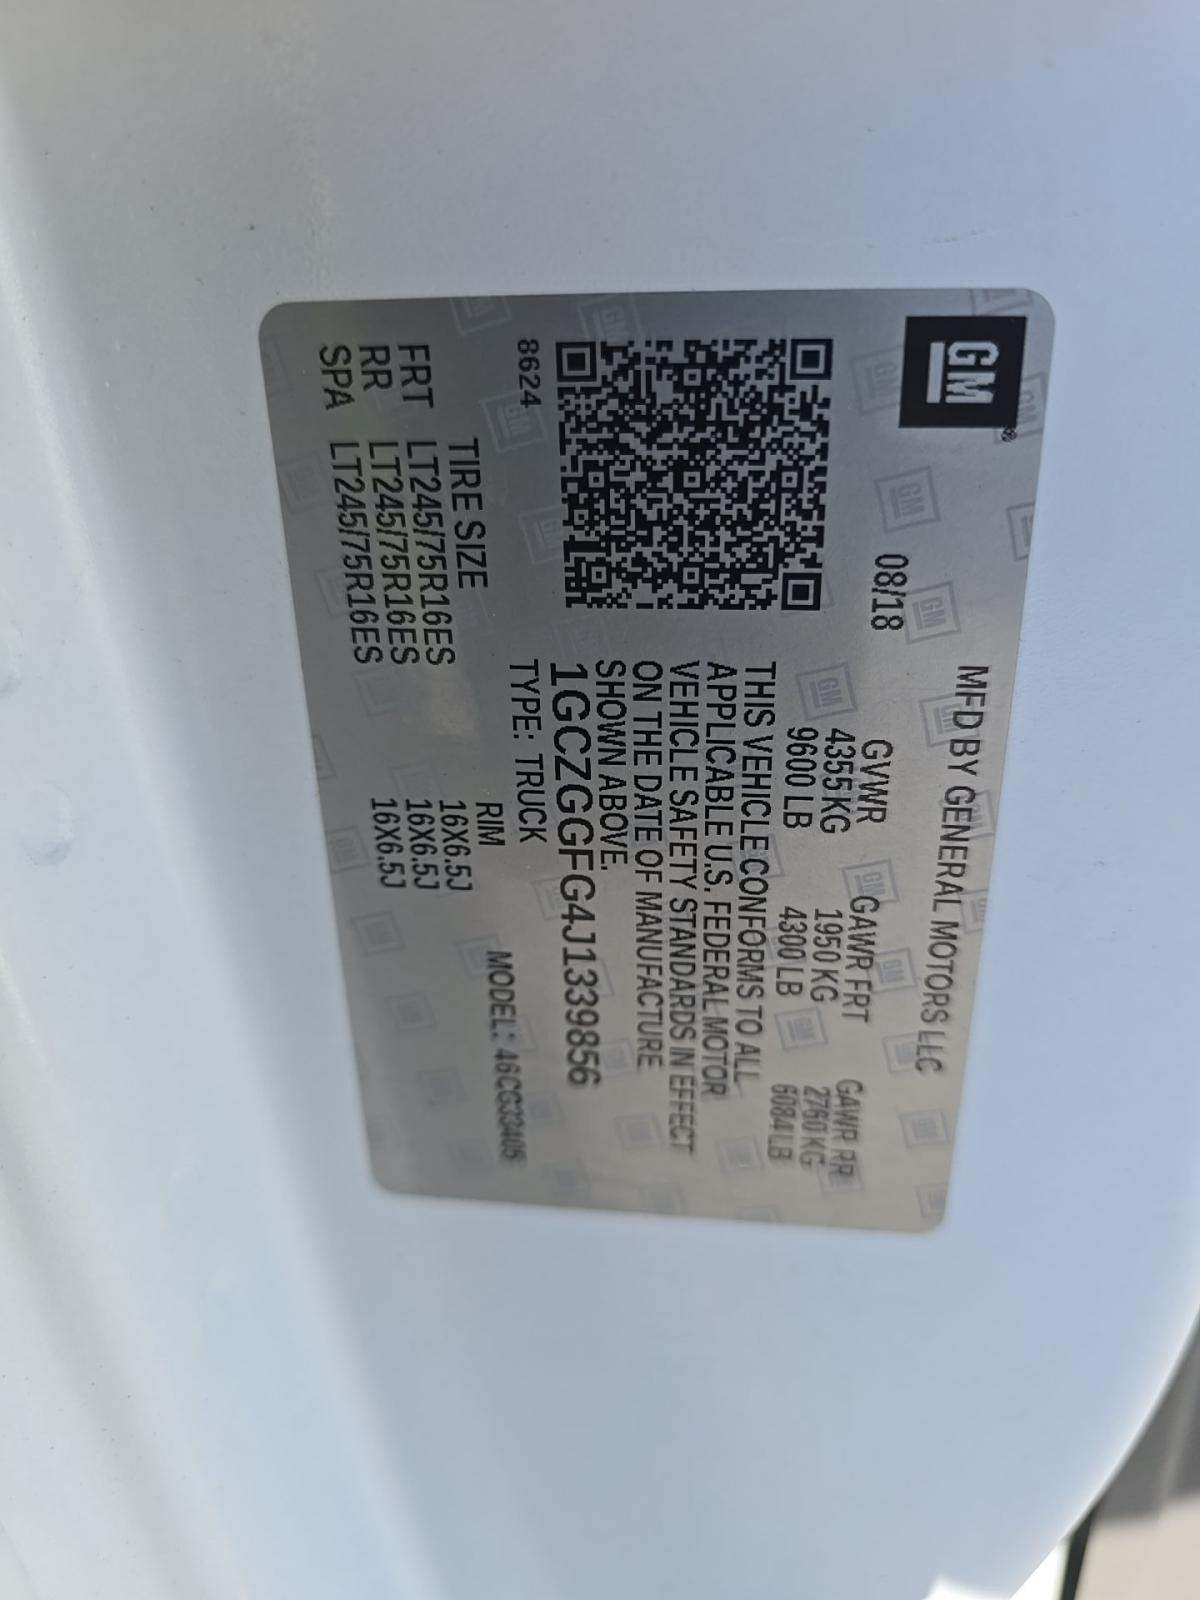 GM
MFD BY GENERAL MOTORS LLC
08/18
GVWR GAWR FRT GAWR RR
4355KG 1950 KG 2760 KG
9600 LB 4300 LB 6084 LB
THIS VEHICLE CONFORMS TO ALL
APPLICABLE U.S. FEDERAL MOTOR
VEHICLE SAFETY STANDARDS IN EFFECT
ON THE DATE OF MANUFACTURE
SHOWN ABOVE.
1GCZGGFG4J1339856
8624 TYPE: TRUCK MODEL: 46CG33405
TIRE SIZE RIM
FRT LT245/75R16ES 16X6.5J
RR LT245/75R16ES 16X6.5J
SPA LT245/75R16ES 16X6.5J